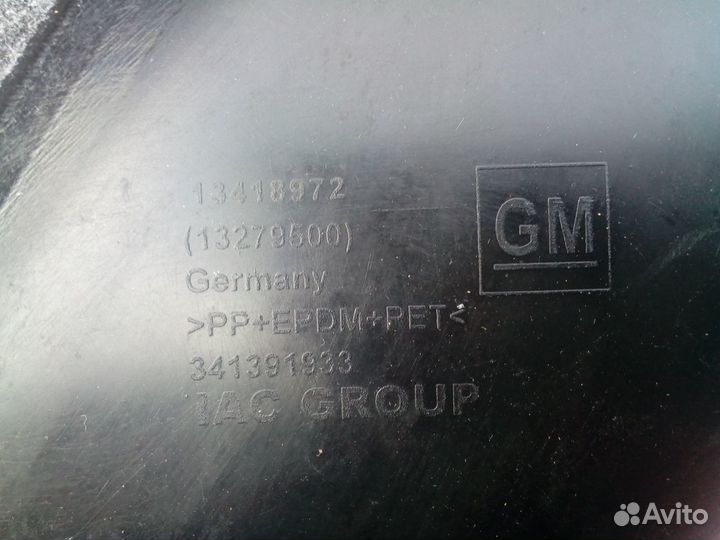 13418972
(13279500)
GM
Germany
>PP+EPDM+PET<
341391933
IAC GROUP
Avito